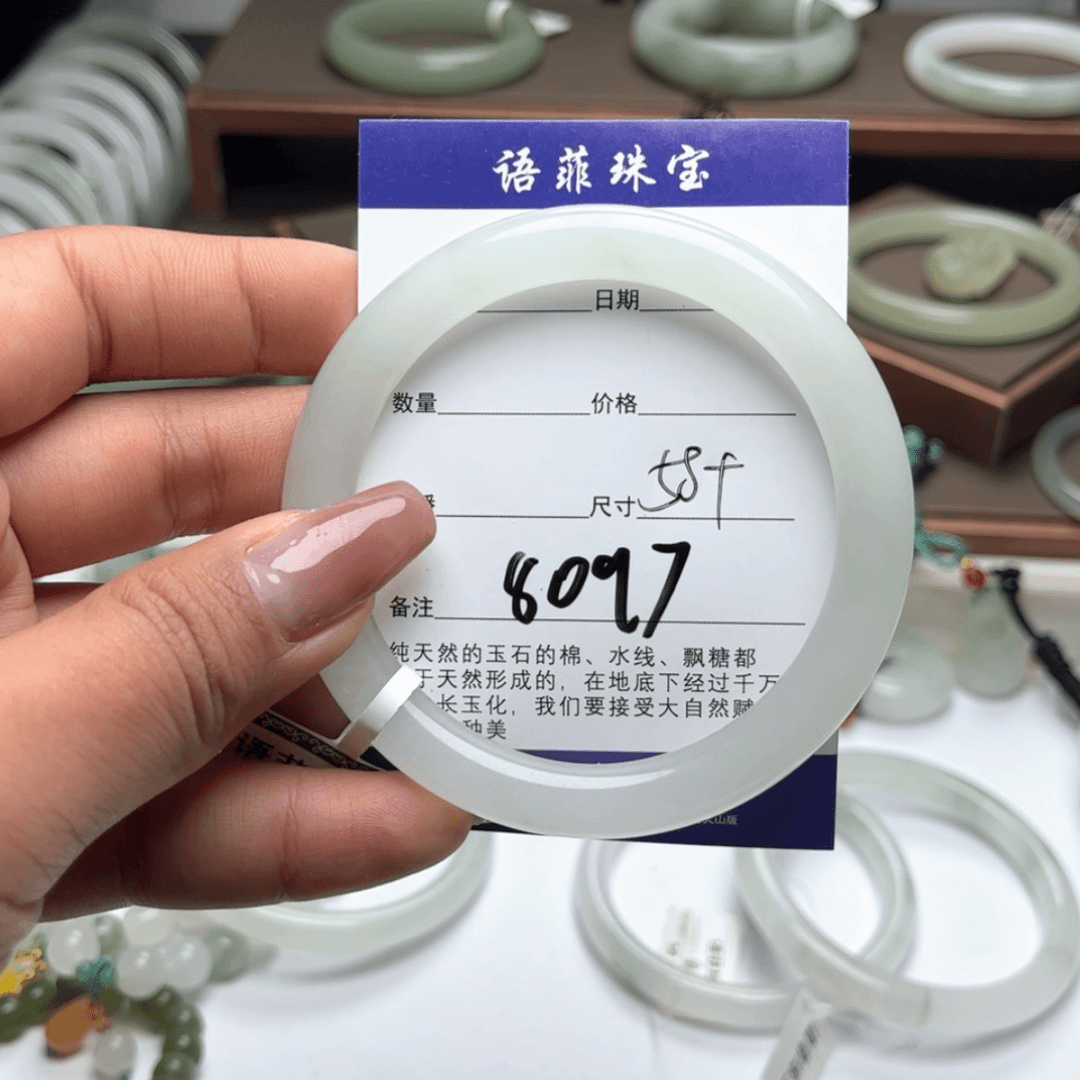 语菲珠宝
日期
数量 价格
尺寸 58+
备注 8097
纯天然的玉石的棉、水线、飘糖都
于天然形成的，在地底下经过千万
长玉化，我们要接受大自然赋
种美